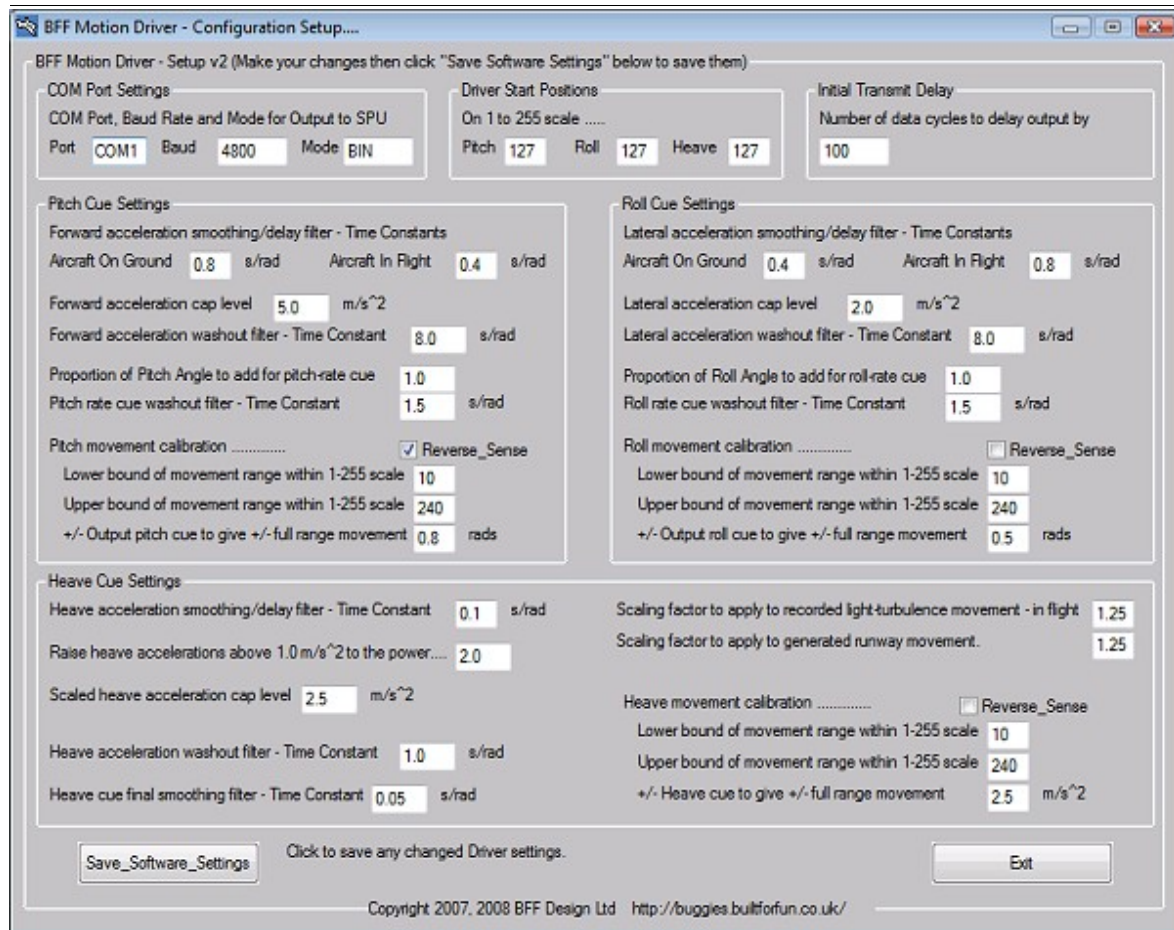 BFF Motion Driver - Configuration Setup....
BFF Motion Driver - Setup v2 (Make your changes then click "Save Software Settings" below to save them)
COM Port Settings
COM Port, Baud Rate and Mode for Output to SPU
Port COM1 Baud 4800 Mode BIN
Driver Start Positions
On 1 to 255 scale .....
Pitch 127 Roll 127 Heave 127
Initial Transmit Delay
Number of data cycles to delay output by
100
Pitch Cue Settings
Forward acceleration smoothing/delay filter - Time Constants
Aircraft On Ground 0.8 s/rad Aircraft In Flight 0.4 s/rad
Forward acceleration cap level 5.0 m/s^2
Forward acceleration washout filter - Time Constant 8.0 s/rad
Proportion of Pitch Angle to add for pitch-rate cue 1.0
Pitch rate cue washout filter - Time Constant 1.5 s/rad
Pitch movement calibration ............. Reverse_Sense
Lower bound of movement range within 1-255 scale 10
Upper bound of movement range within 1-255 scale 240
+/- Output pitch cue to give +/- full range movement 0.8 rads
Roll Cue Settings
Lateral acceleration smoothing/delay filter - Time Constants
Aircraft On Ground 0.4 s/rad Aircraft In Flight 0.8 s/rad
Lateral acceleration cap level 2.0 m/s^2
Lateral acceleration washout filter - Time Constant 8.0 s/rad
Proportion of Roll Angle to add for roll-rate cue 1.0
Roll rate cue washout filter - Time Constant 1.5 s/rad
Roll movement calibration ............. Reverse_Sense
Lower bound of movement range within 1-255 scale 10
Upper bound of movement range within 1-255 scale 240
+/- Output roll cue to give +/- full range movement 0.5 rads
Heave Cue Settings
Heave acceleration smoothing/delay filter - Time Constant 0.1 s/rad
Raise heave accelerations above 1.0 m/s^2 to the power.... 2.0
Scaled heave acceleration cap level 2.5 m/s^2
Heave acceleration washout filter - Time Constant 1.0 s/rad
Heave cue final smoothing filter - Time Constant 0.05 s/rad
Scaling factor to apply to recorded light-turbulence movement - in flight 1.25
Scaling factor to apply to generated runway movement. 1.25
Heave movement calibration ............. Reverse_Sense
Lower bound of movement range within 1-255 scale 10
Upper bound of movement range within 1-255 scale 240
+/- Heave cue to give +/- full range movement 2.5 m/s^2
Save_Software_Settings Click to save any changed Driver settings. Exit
Copyright 2007, 2008 BFF Design Ltd http://buggies.builtforfun.co.uk/